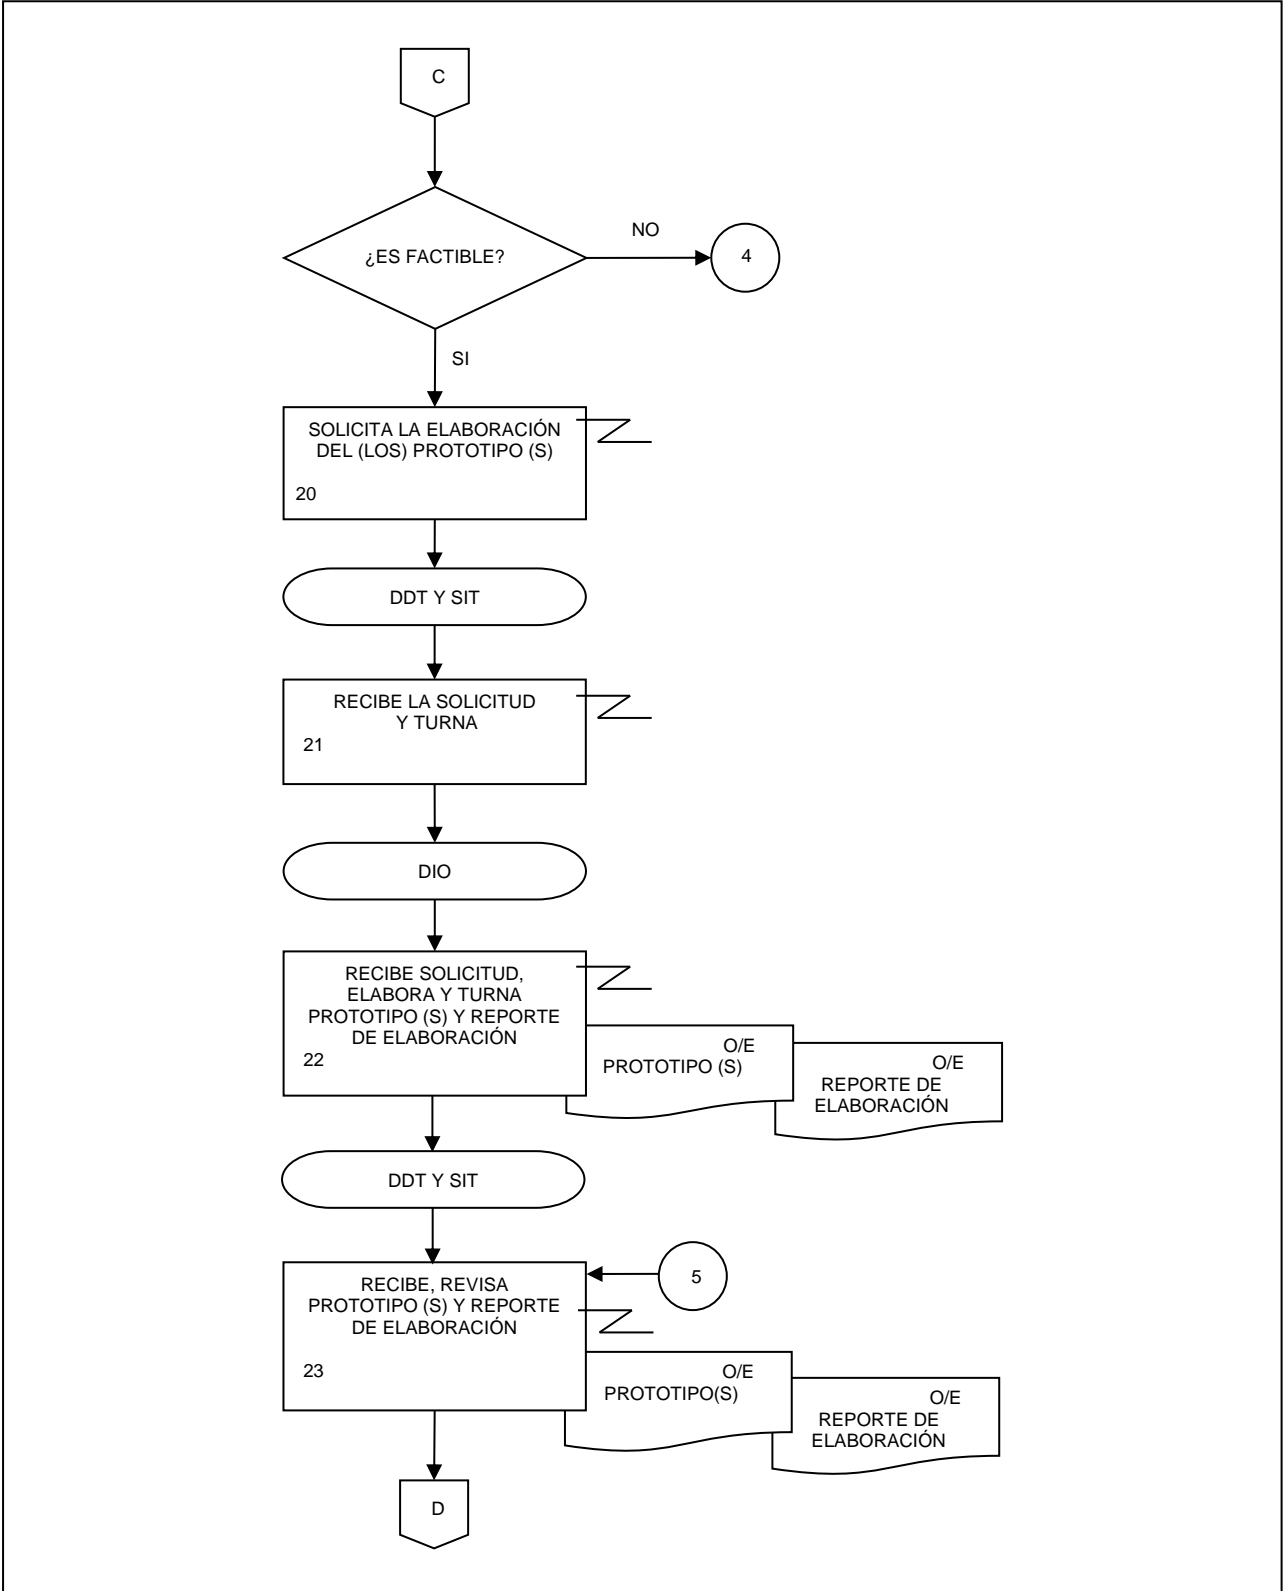 C
¿ES FACTIBLE?
NO
4
SI
SOLICITA LA ELABORACIÓN
DEL (LOS) PROTOTIPO (S)
20
DDT Y SIT
RECIBE LA SOLICITUD
Y TURNA
21
DIO
RECIBE SOLICITUD,
ELABORA Y TURNA
PROTOTIPO (S) Y REPORTE
DE ELABORACIÓN
22
O/E
PROTOTIPO (S)
O/E
REPORTE DE
ELABORACIÓN
DDT Y SIT
5
RECIBE, REVISA
PROTOTIPO (S) Y REPORTE
DE ELABORACIÓN
23
O/E
PROTOTIPO(S)
O/E
REPORTE DE
ELABORACIÓN
D